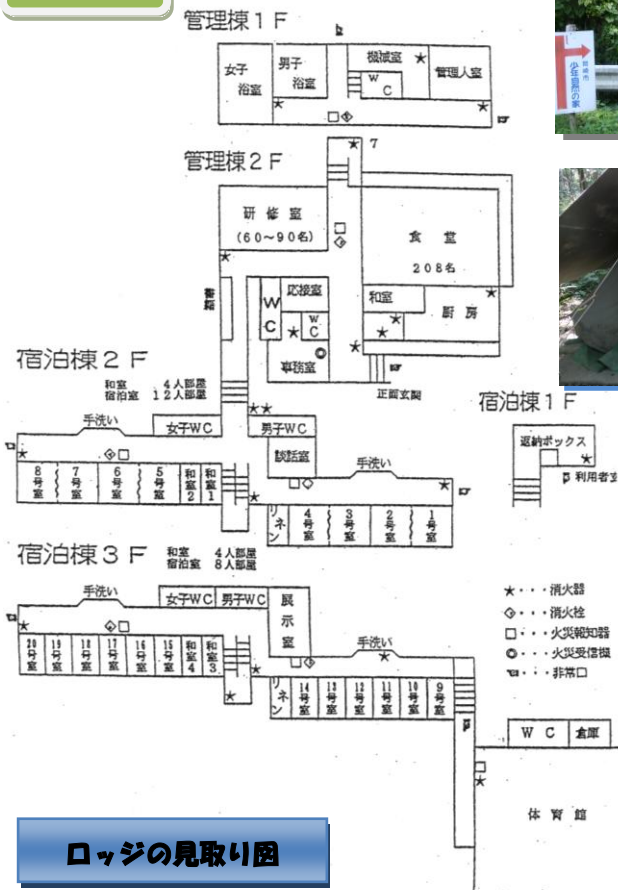 管理棟1F
女子
浴室
男子
浴室
機械室 ★
W
C
管理人室
★
★
□◇
管理棟2F
★ 7
研修室
(60~90名)
□
◇
食堂
208名
★
書籍
W
C
応接室
★
W
C
事務室
◎
和室
★
★
厨房
★
正面玄関
宿泊棟2F
和室 4人部屋
宿泊室 12人部屋
手洗い
女子WC
★★
男子WC
談話室
★
◇□
8号室
7号室
6号室
5号室
和室2
和室1
★
□◇
手洗い
★
リネン
4号室
3号室
2号室
1号室
宿泊棟1F
返納ボックス
□
★
利用者玄
宿泊棟3F
和室 4人部屋
宿泊室 8人部屋
手洗い
女子WC
男子WC
展示室
★
◇□
20号室
19号室
18号室
17号室
16号室
15号室
和室4
和室3
★
★
□◇
手洗い
★
リネン
14号室
13号室
12号室
11号室
10号室
9号室
★・・・消火器
◇・・・消火栓
□・・・火災報知器
◎・・・火災受信機
・・・非常口
WC
倉庫
□
★
体育館
ロッジの見取り図
少年自然の家